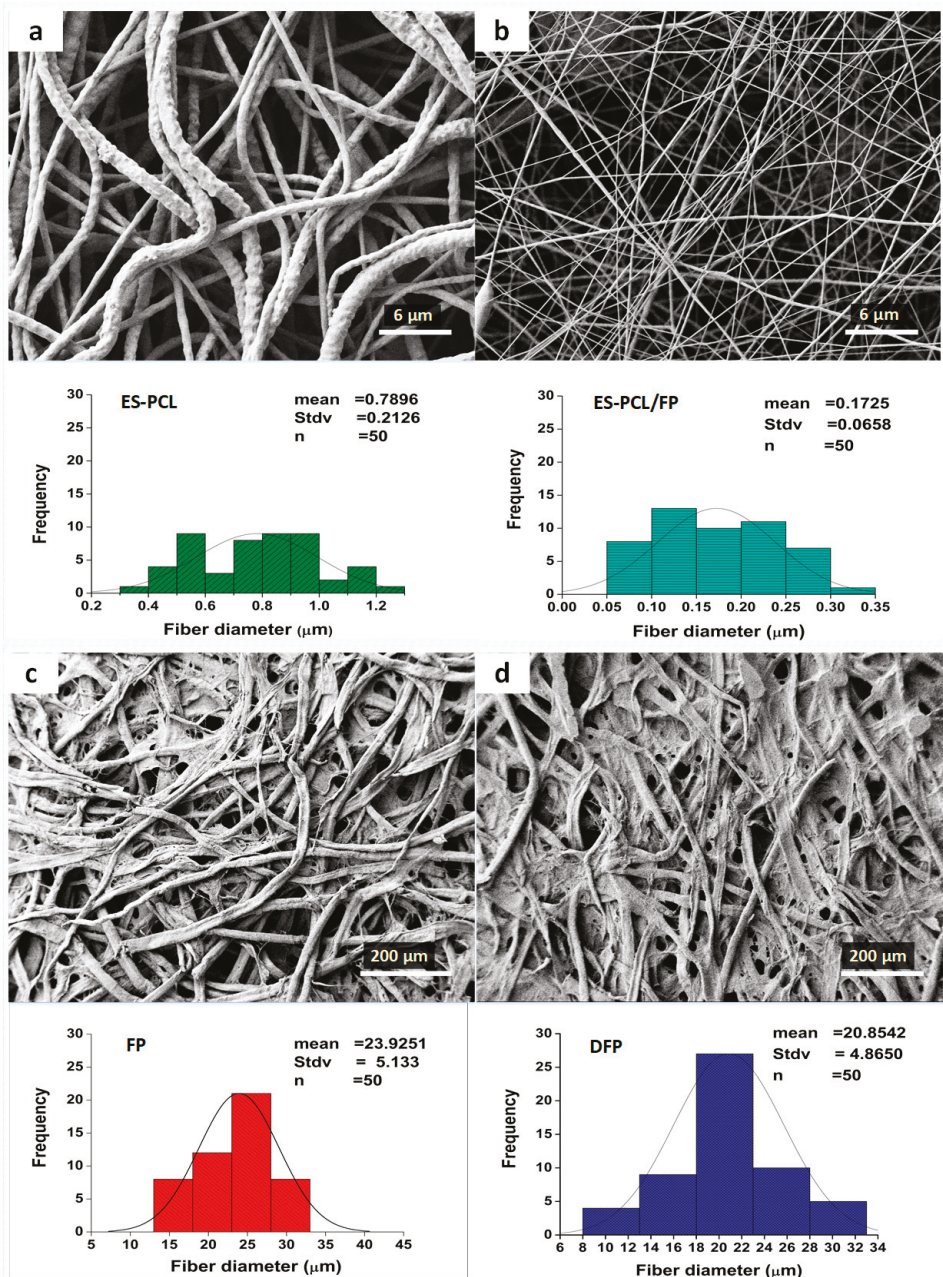 a
b
6 µm
6 µm
ES-PCL
mean =0.7896
Stdv =0.2126
n =50
Frequency
30
25
20
15
10
5
0
0.2 0.4 0.6 0.8 1.0 1.2
Fiber diameter (µm)
ES-PCL/FP
mean =0.1725
Stdv =0.0658
n =50
Frequency
30
25
20
15
10
5
0
0.00 0.05 0.10 0.15 0.20 0.25 0.30 0.35
Fiber diameter (µm)
c
d
200 µm
200 µm
FP
mean =23.9251
Stdv = 5.133
n =50
Frequency
30
25
20
15
10
5
0
5 15 25 35 45
Fiber diameter (µm)
DFP
mean =20.8542
Stdv = 4.8650
n =50
Frequency
30
25
20
15
10
5
0
6 8 10 12 14 16 18 20 22 24 26 28 30 32 34
Fiber diameter (µm)